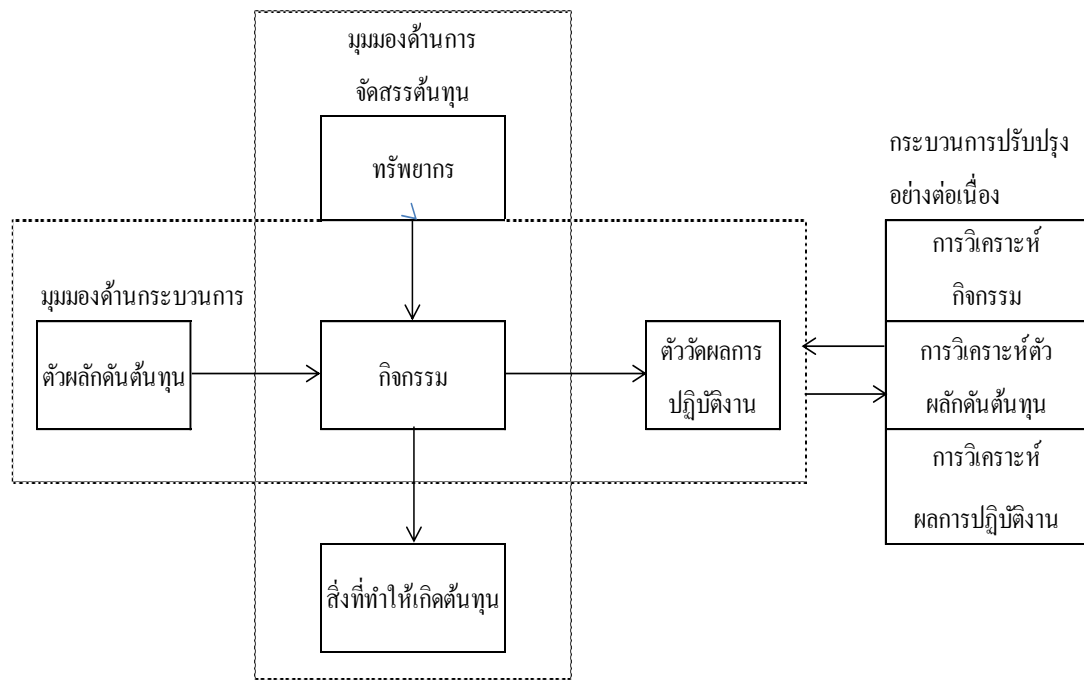 มุมมองด้านการ
จัดสรรต้นทุน
ทรัพยากร
กระบวนการปรับปรุง
อย่างต่อเนื่อง
การวิเคราะห์
กิจกรรม
มุมมองด้านกระบวนการ
ตัวผลักดันต้นทุน
กิจกรรม
ตัววัดผลการ
ปฏิบัติงาน
การวิเคราะห์ตัว
ผลักดันต้นทุน
การวิเคราะห์
ผลการปฏิบัติงาน
สิ่งที่ทำให้เกิดต้นทุน